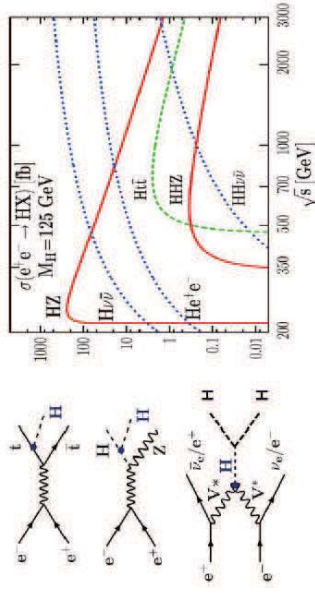 e⁻
e⁺
t
H
t̄
e⁻
e⁺
H
H
Z
e⁺
e⁻
ν̄ₑ/e⁺
V*
H
V*
νₑ/e⁻
H
H
σ(e⁺e⁻ → HX) [fb]
M_H=125 GeV
HZ
Hνν̄
He⁺e⁻
Htt̄
HHZ
HHνν̄
1000
100
10
1
0.1
0.01
200
350
500
700
1000
2000
3000
√s [GeV]